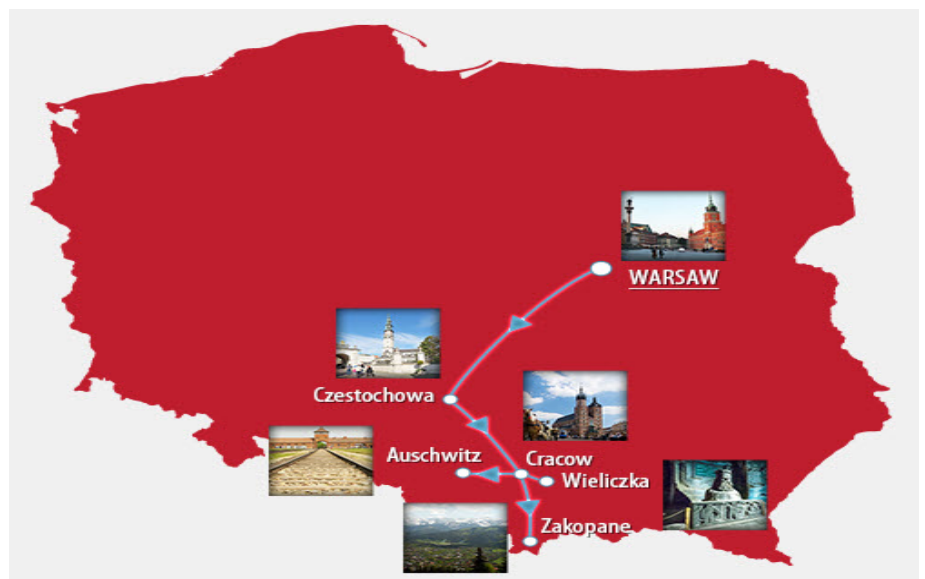 WARSAW
Czestochowa
Auschwitz
Cracow
Wieliczka
Zakopane